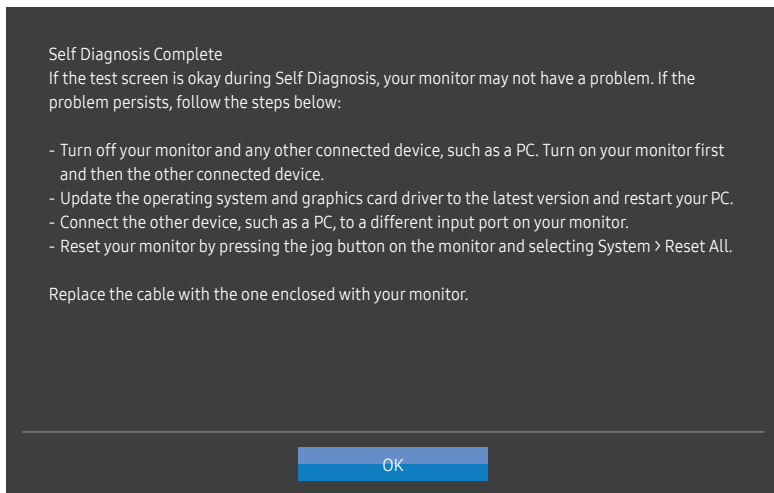 Self Diagnosis Complete
If the test screen is okay during Self Diagnosis, your monitor may not have a problem. If the
problem persists, follow the steps below:
- Turn off your monitor and any other connected device, such as a PC. Turn on your monitor first
and then the other connected device.
- Update the operating system and graphics card driver to the latest version and restart your PC.
- Connect the other device, such as a PC, to a different input port on your monitor.
- Reset your monitor by pressing the jog button on the monitor and selecting System > Reset All.
Replace the cable with the one enclosed with your monitor.
OK